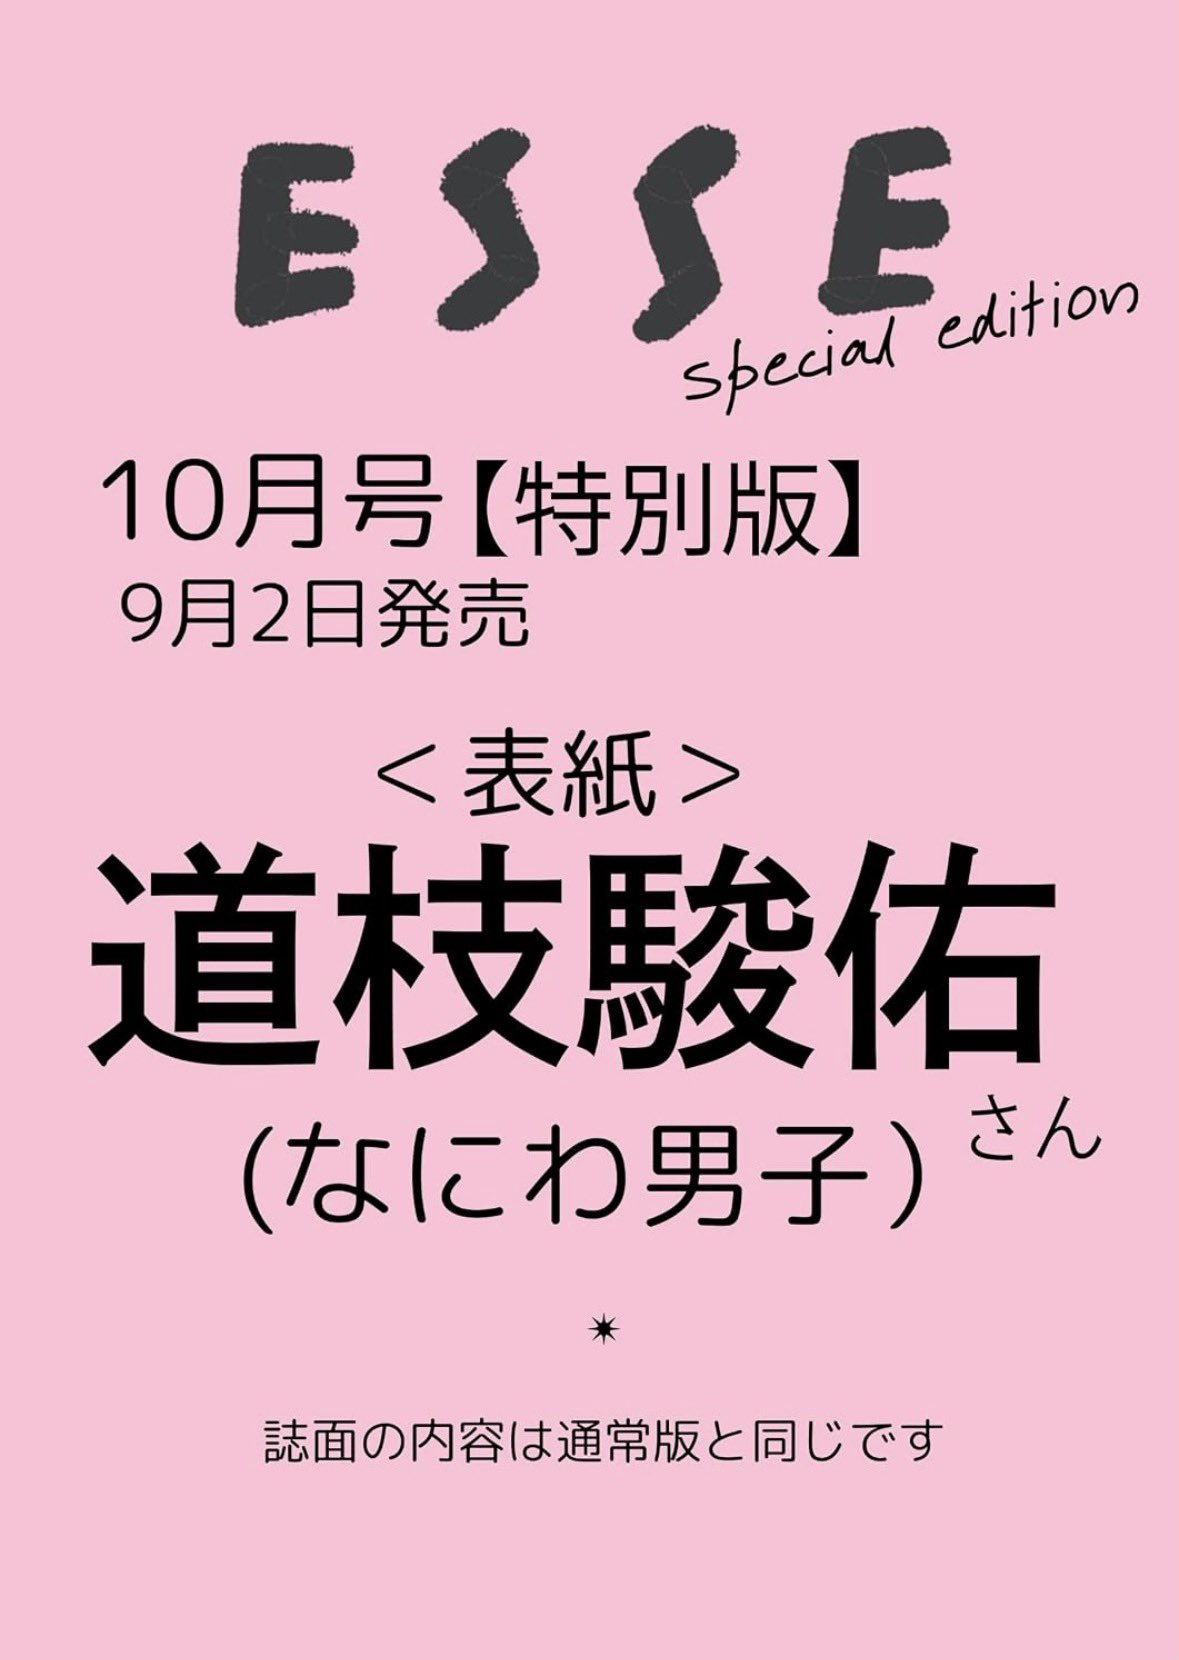 ESSE
special edition
10月号【特別版】
9月2日発売
＜表紙＞
道枝駿佑
(なにわ男子)さん
誌面の内容は通常版と同じです